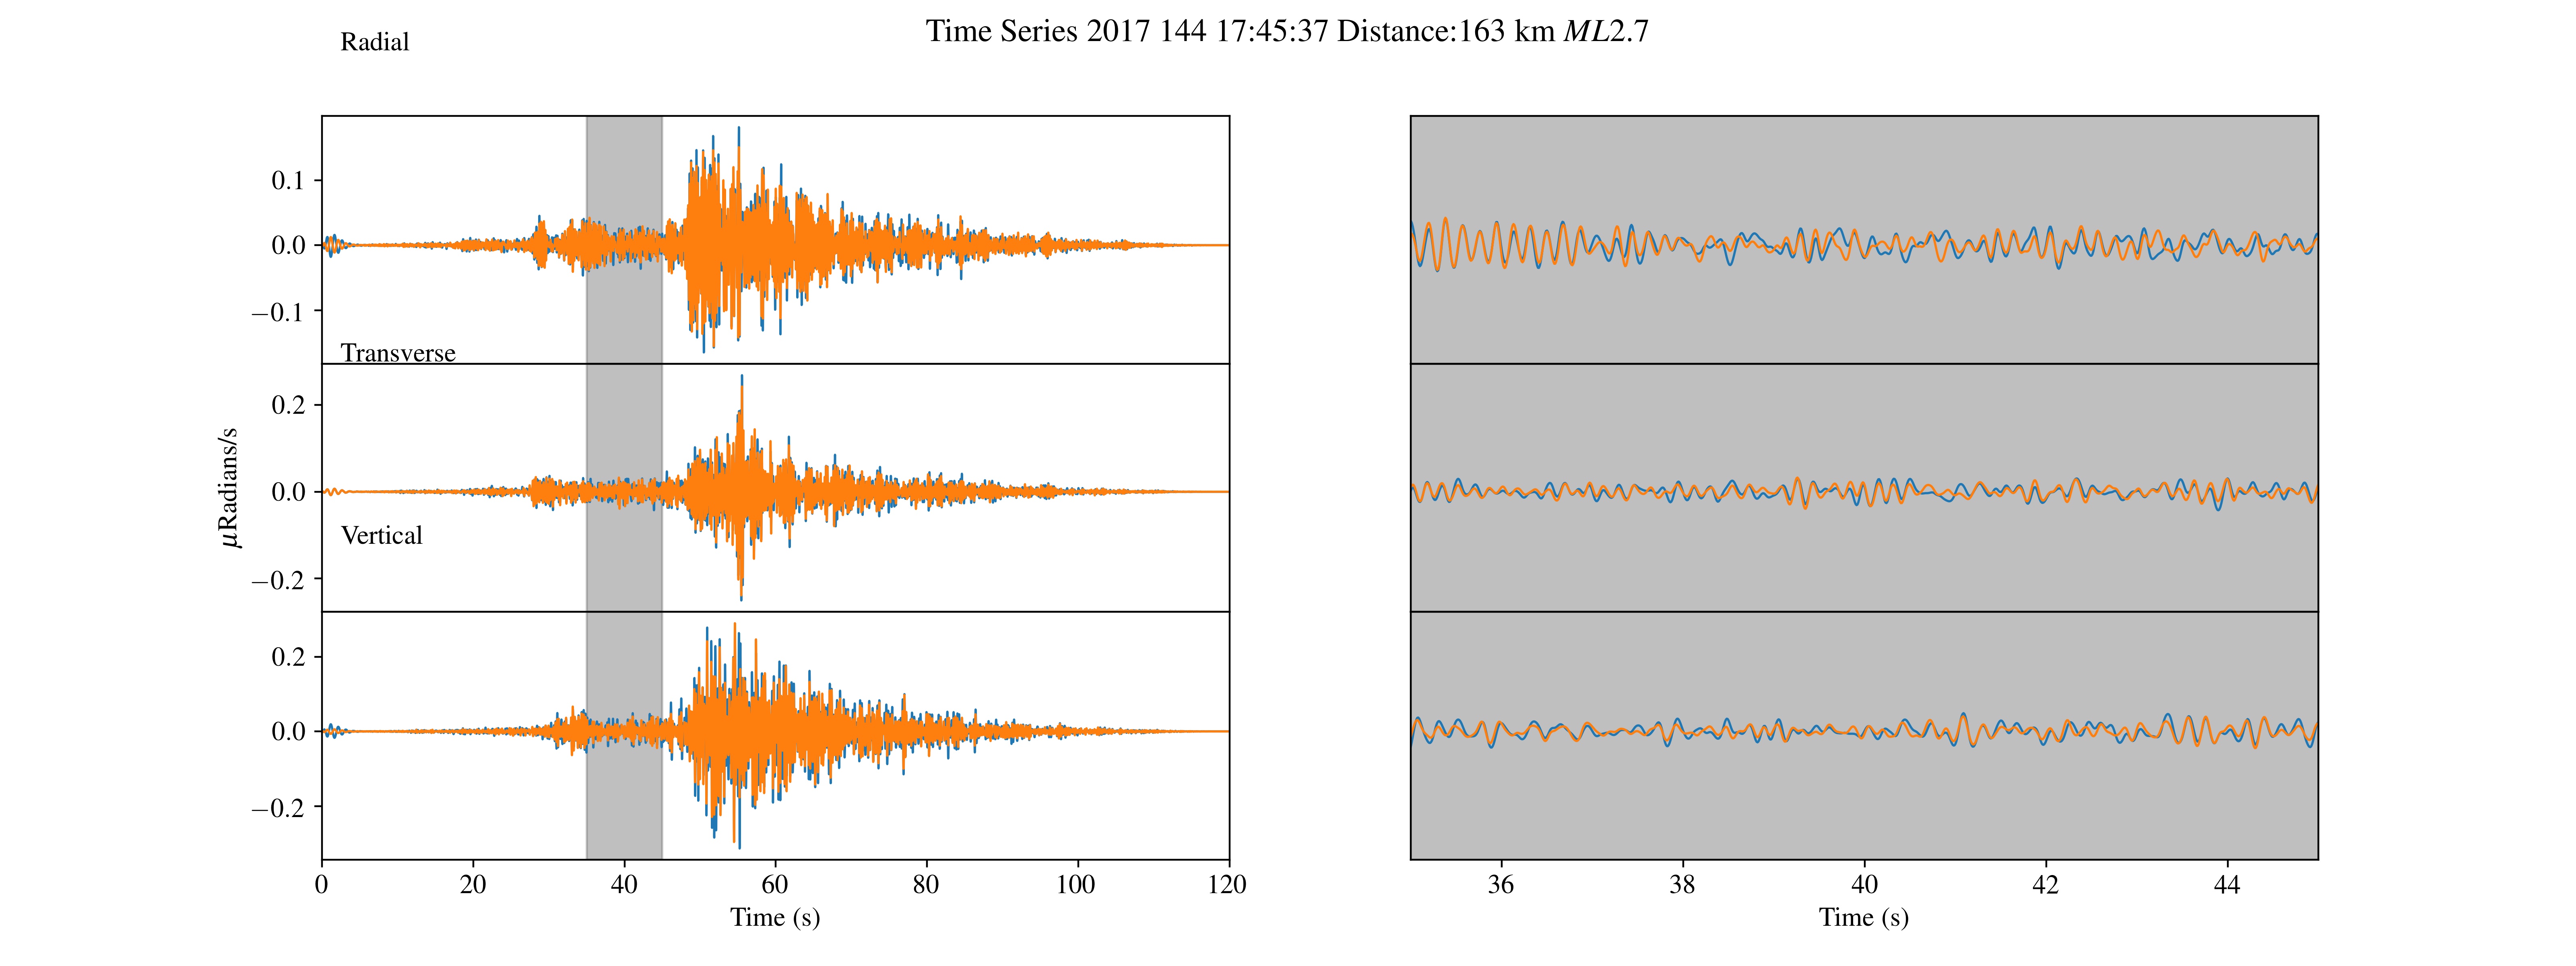 Time Series 2017 144 17:45:37 Distance:163 km ML2.7
Radial
0.1
0.0
−0.1
Transverse
0.2
0.0
−0.2
μRadians/s
Vertical
0.2
0.0
−0.2
0 20 40 60 80 100 120
Time (s)
36 38 40 42 44
Time (s)